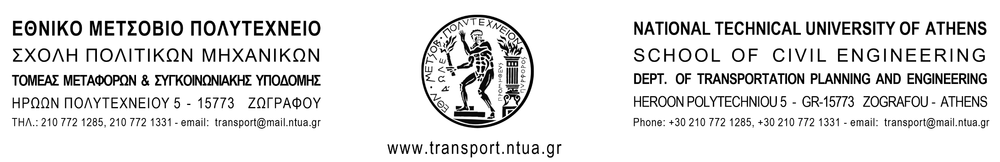 ΕΘΝΙΚΟ ΜΕΤΣΟΒΙΟ ΠΟΛΥΤΕΧΝΕΙΟ
ΣΧΟΛΗ ΠΟΛΙΤΙΚΩΝ ΜΗΧΑΝΙΚΩΝ
ΤΟΜΕΑΣ ΜΕΤΑΦΟΡΩΝ & ΣΥΓΚΟΙΝΩΝΙΑΚΗΣ ΥΠΟΔΟΜΗΣ
ΗΡΩΩΝ ΠΟΛΥΤΕΧΝΕΙΟΥ 5 - 15773 ΖΩΓΡΑΦΟΥ
ΤΗΛ.: 210 772 1285, 210 772 1331 - email: transport@mail.ntua.gr
ΕΘΝ · ΜΕΤΣΟΒ · ΠΟΛΥΤΕΧΝΕΙΟΝ
ΑΩΛΕ
ΠΡΟΜΗΘΕΥΣ
ΠΥΡΦΟΡΟΣ
www.transport.ntua.gr
NATIONAL TECHNICAL UNIVERSITY OF ATHENS
SCHOOL OF CIVIL ENGINEERING
DEPT. OF TRANSPORTATION PLANNING AND ENGINEERING
HEROON POLYTECHNIOU 5 - GR-15773 ZOGRAFOU - ATHENS
Phone: +30 210 772 1285, +30 210 772 1331 - email: transport@mail.ntua.gr